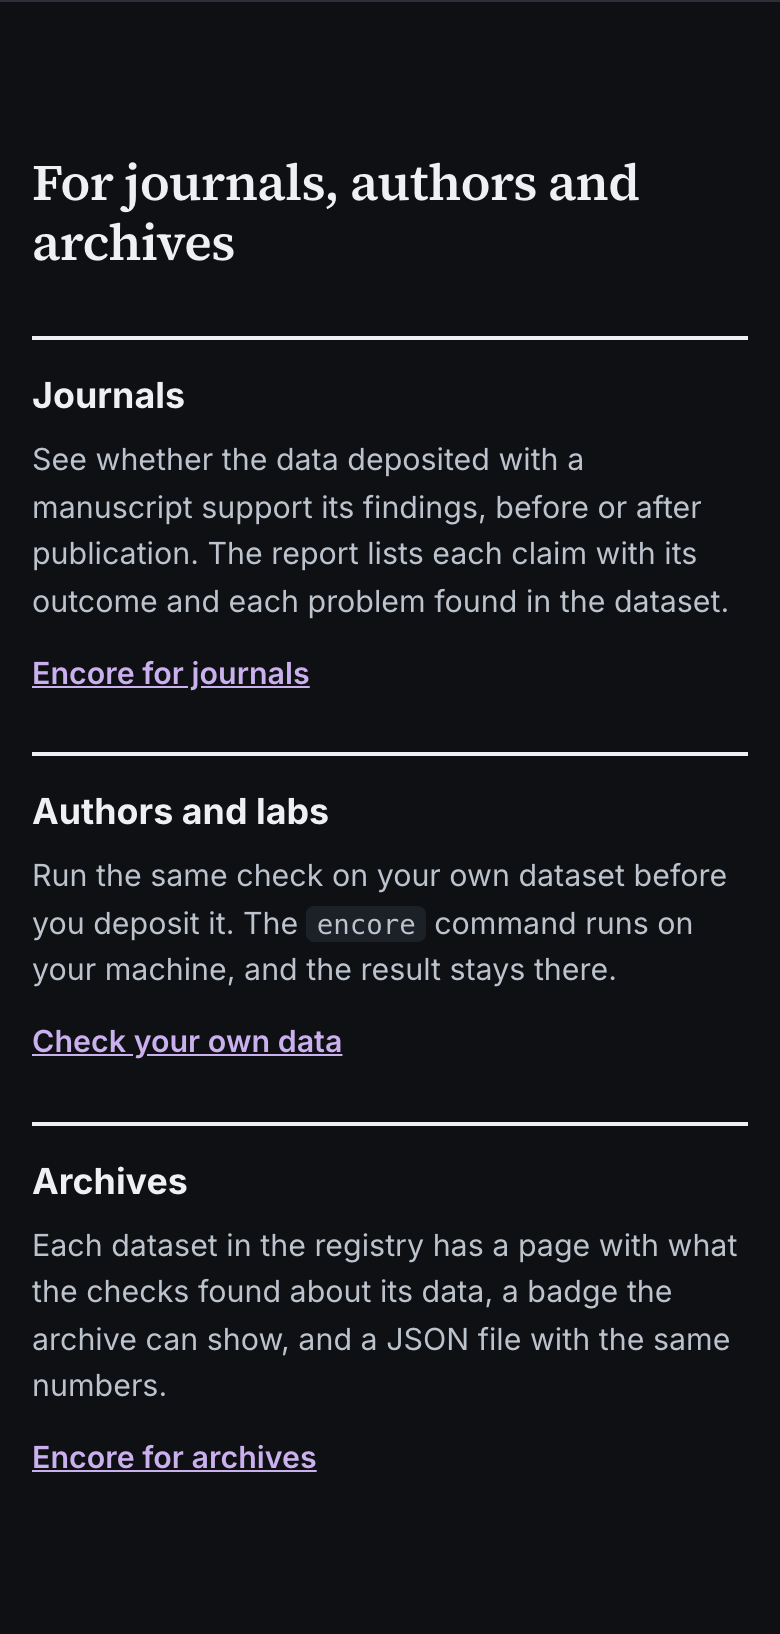 For journals, authors and
archives
Journals
See whether the data deposited with a
manuscript support its findings, before or after
publication. The report lists each claim with its
outcome and each problem found in the dataset.
Encore for journals
Authors and labs
Run the same check on your own dataset before
you deposit it. The encore command runs on
your machine, and the result stays there.
Check your own data
Archives
Each dataset in the registry has a page with what
the checks found about its data, a badge the
archive can show, and a JSON file with the same
numbers.
Encore for archives